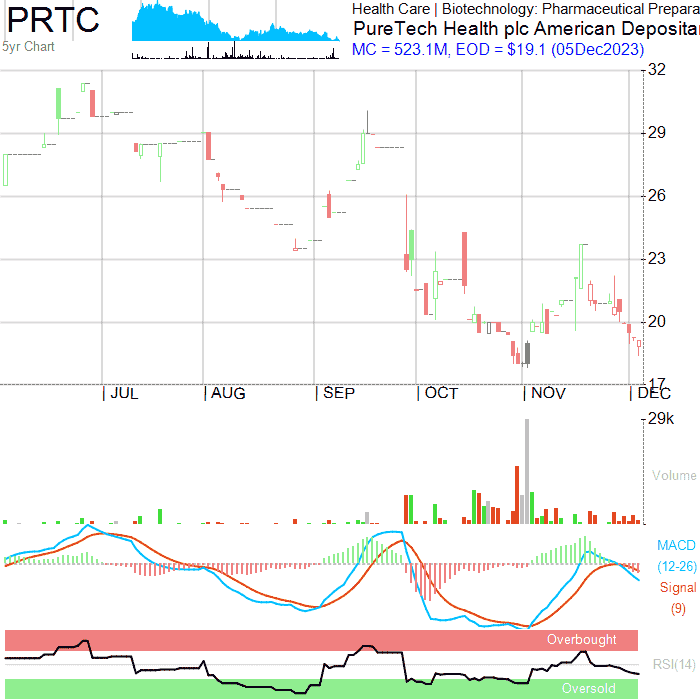 PRTC
5yr Chart
Health Care | Biotechnology: Pharmaceutical Prepara
PureTech Health plc American Depositar
MC = 523.1M, EOD = $19.1 (05Dec2023)
32
29
26
23
20
17
| JUL | AUG | SEP | OCT | NOV | DEC
29k
Volume
MACD
(12-26)
Signal
(9)
Overbought
RSI(14)
Oversold